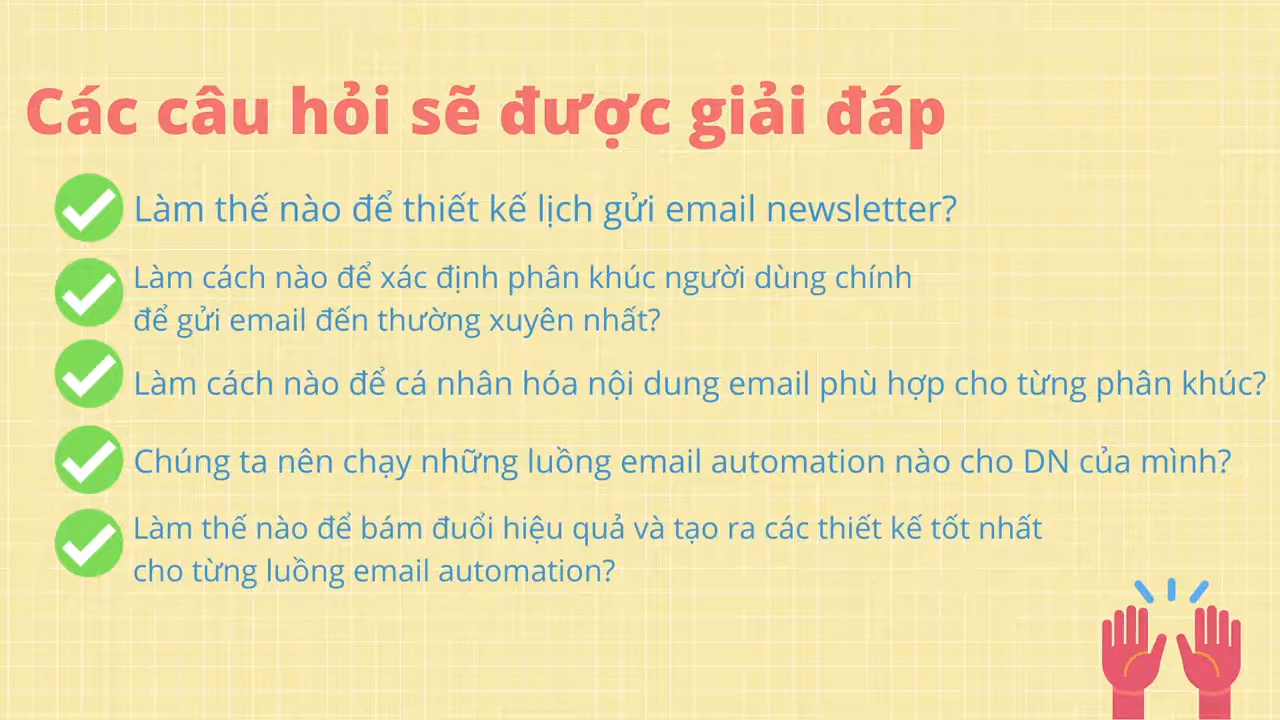 Các câu hỏi sẽ được giải đáp
Làm thế nào để thiết kế lịch gửi email newsletter?
Làm cách nào để xác định phân khúc người dùng chính
để gửi email đến thường xuyên nhất?
Làm cách nào để cá nhân hóa nội dung email phù hợp cho từng phân khúc?
Chúng ta nên chạy những luồng email automation nào cho DN của mình?
Làm thế nào để bám đuổi hiệu quả và tạo ra các thiết kế tốt nhất
cho từng luồng email automation?